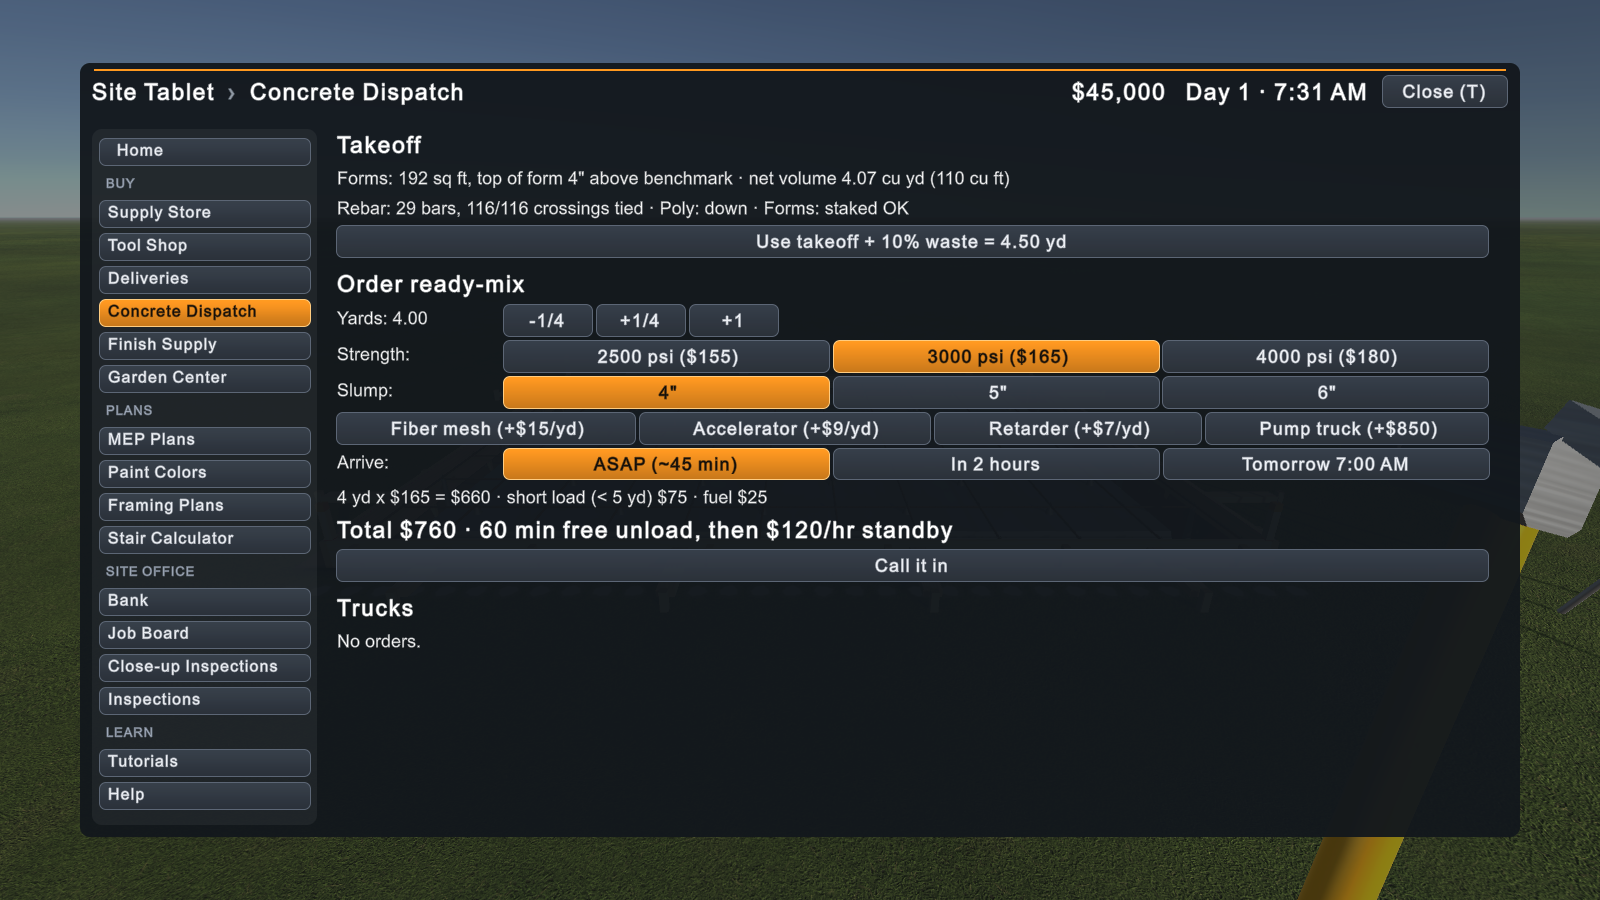 Site Tablet › Concrete Dispatch
$45,000 Day 1 · 7:31 AM Close (T)
Home
BUY
Supply Store
Tool Shop
Deliveries
Concrete Dispatch
Finish Supply
Garden Center
PLANS
MEP Plans
Paint Colors
Framing Plans
Stair Calculator
SITE OFFICE
Bank
Job Board
Close-up Inspections
Inspections
LEARN
Tutorials
Help
Takeoff
Forms: 192 sq ft, top of form 4" above benchmark · net volume 4.07 cu yd (110 cu ft)
Rebar: 29 bars, 116/116 crossings tied · Poly: down · Forms: staked OK
Use takeoff + 10% waste = 4.50 yd
Order ready-mix
Yards: 4.00 -1/4 +1/4 +1
Strength: 2500 psi ($155) 3000 psi ($165) 4000 psi ($180)
Slump: 4" 5" 6"
Fiber mesh (+$15/yd) Accelerator (+$9/yd) Retarder (+$7/yd) Pump truck (+$850)
Arrive: ASAP (~45 min) In 2 hours Tomorrow 7:00 AM
4 yd x $165 = $660 · short load (< 5 yd) $75 · fuel $25
Total $760 · 60 min free unload, then $120/hr standby
Call it in
Trucks
No orders.